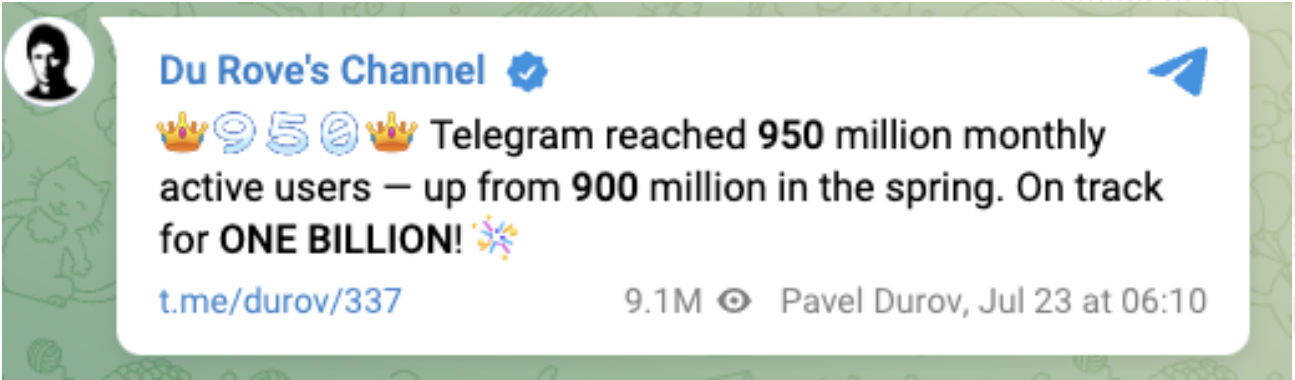 Du Rove's Channel
👑950👑 Telegram reached 950 million monthly
active users — up from 900 million in the spring. On track
for ONE BILLION! 🎉
t.me/durov/337 9.1M Pavel Durov, Jul 23 at 06:10